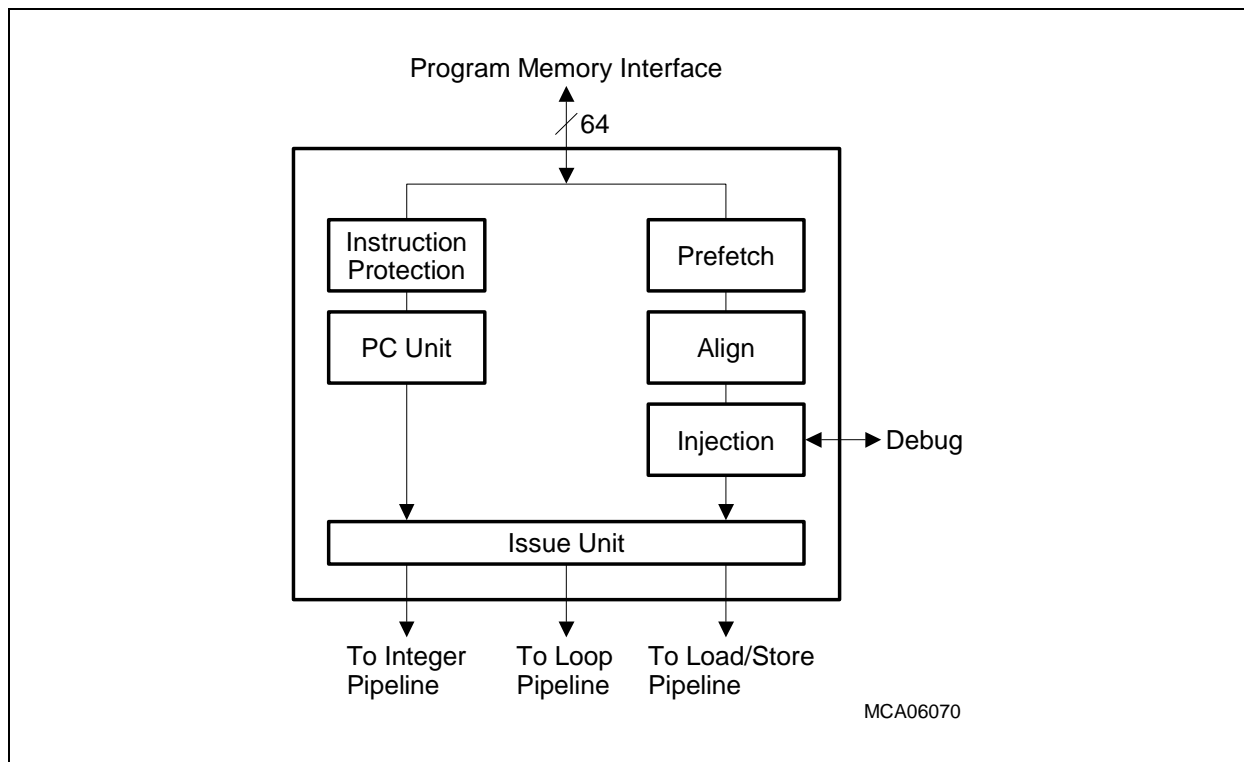 Program Memory Interface
64
Instruction
Protection
Prefetch
PC Unit
Align
Injection
Debug
Issue Unit
To Integer
Pipeline
To Loop
Pipeline
To Load/Store
Pipeline
MCA06070